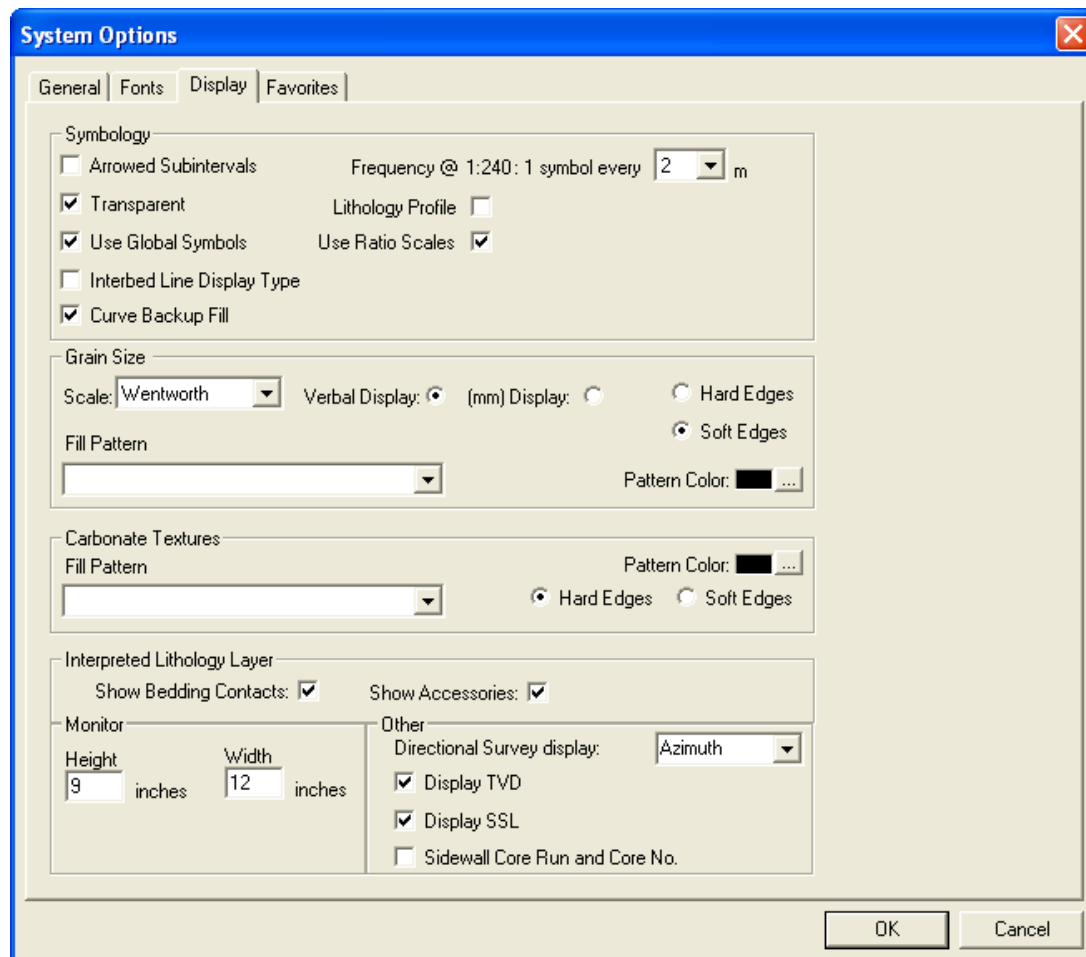 System Options
General Fonts Display Favorites
Symbology
Arrowed Subintervals Frequency @ 1:240 : 1 symbol every 2 m
Transparent Lithology Profile
Use Global Symbols Use Ratio Scales
Interbed Line Display Type
Curve Backup Fill
Grain Size
Scale: Wentworth Verbal Display: (mm) Display: Hard Edges
Soft Edges
Fill Pattern
Pattern Color: ...
Carbonate Textures
Fill Pattern Pattern Color: ...
Hard Edges Soft Edges
Interpreted Lithology Layer
Show Bedding Contacts: Show Accessories:
Monitor
Height Width
9 inches 12 inches
Other
Directional Survey display: Azimuth
Display TVD
Display SSL
Sidewall Core Run and Core No.
OK Cancel